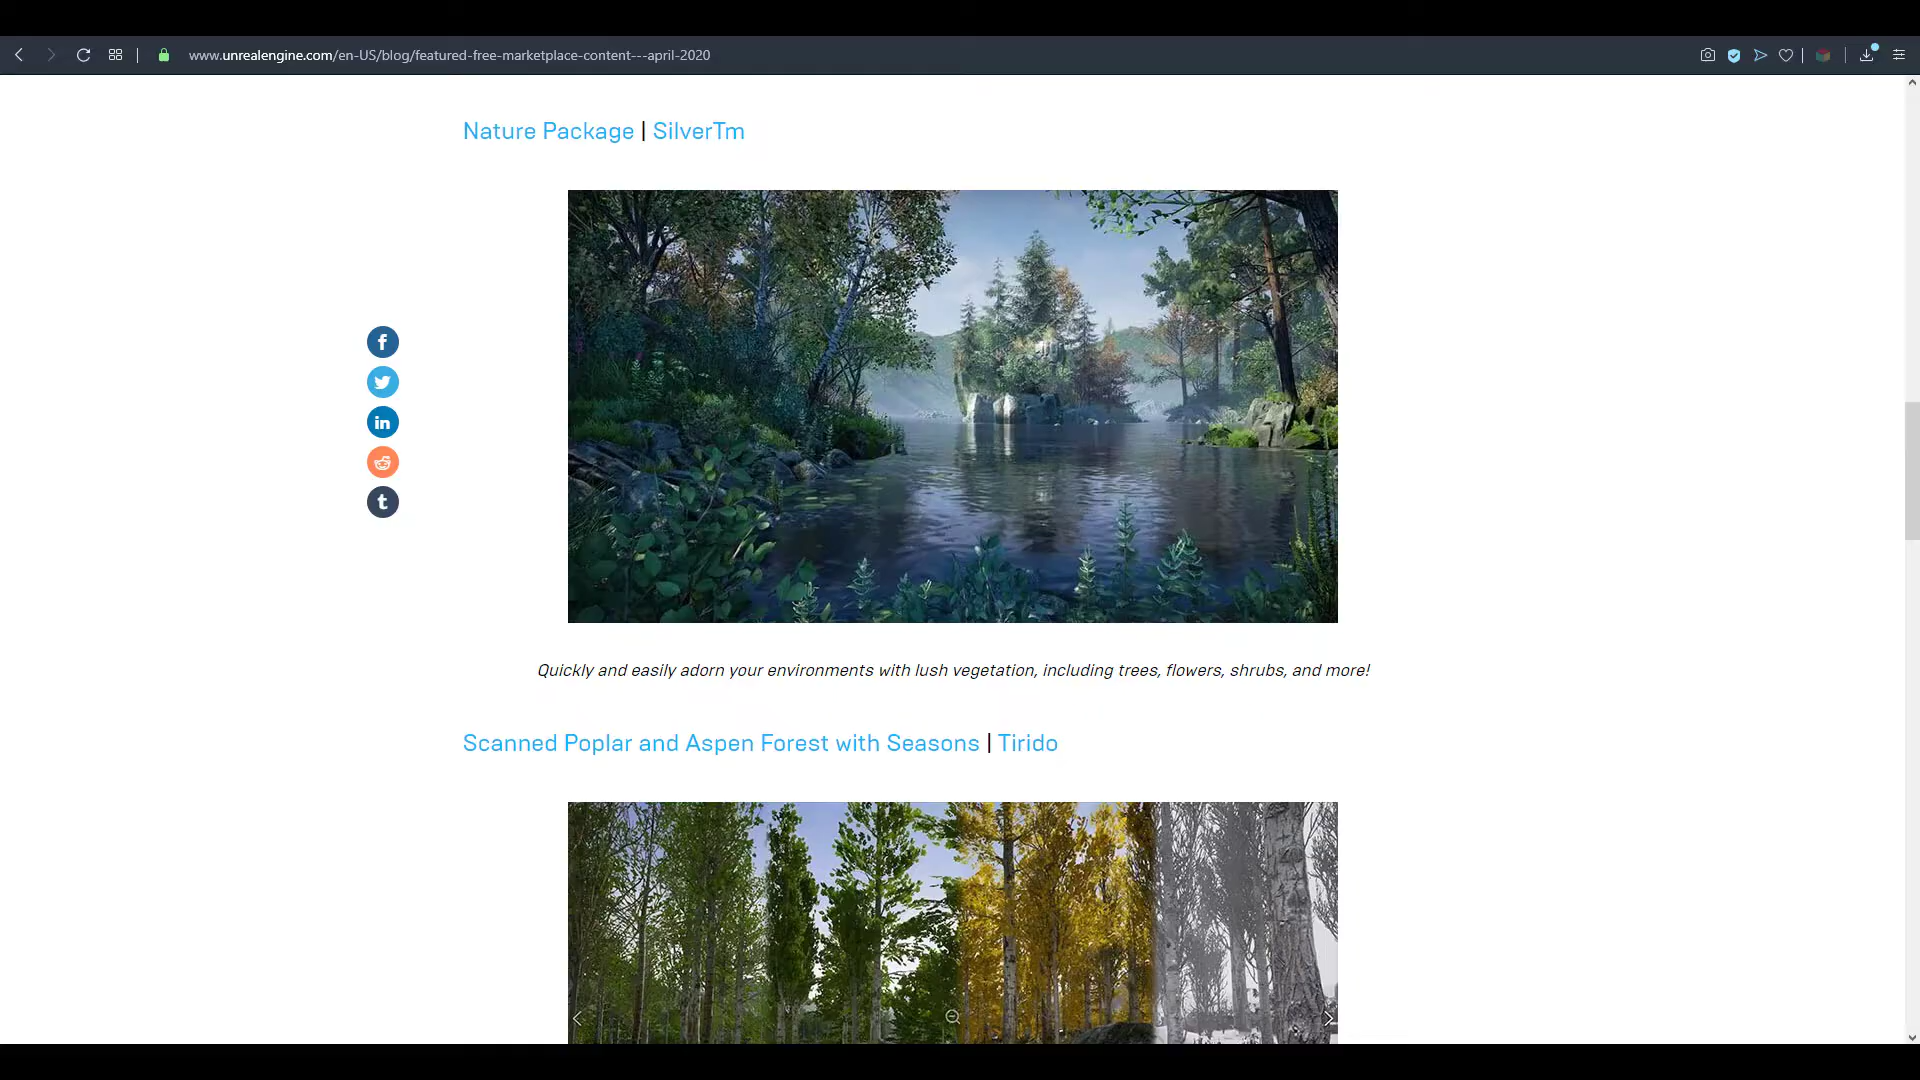 www.unrealengine.com/en-US/blog/featured-free-marketplace-content---april-2020
Nature Package | SilverTm
f
in
t
Quickly and easily adorn your environments with lush vegetation, including trees, flowers, shrubs, and more!
Scanned Poplar and Aspen Forest with Seasons | Tirido